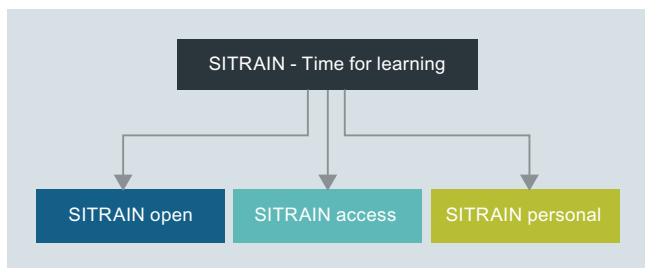 SITRAIN - Time for learning
SITRAIN open
SITRAIN access
SITRAIN personal